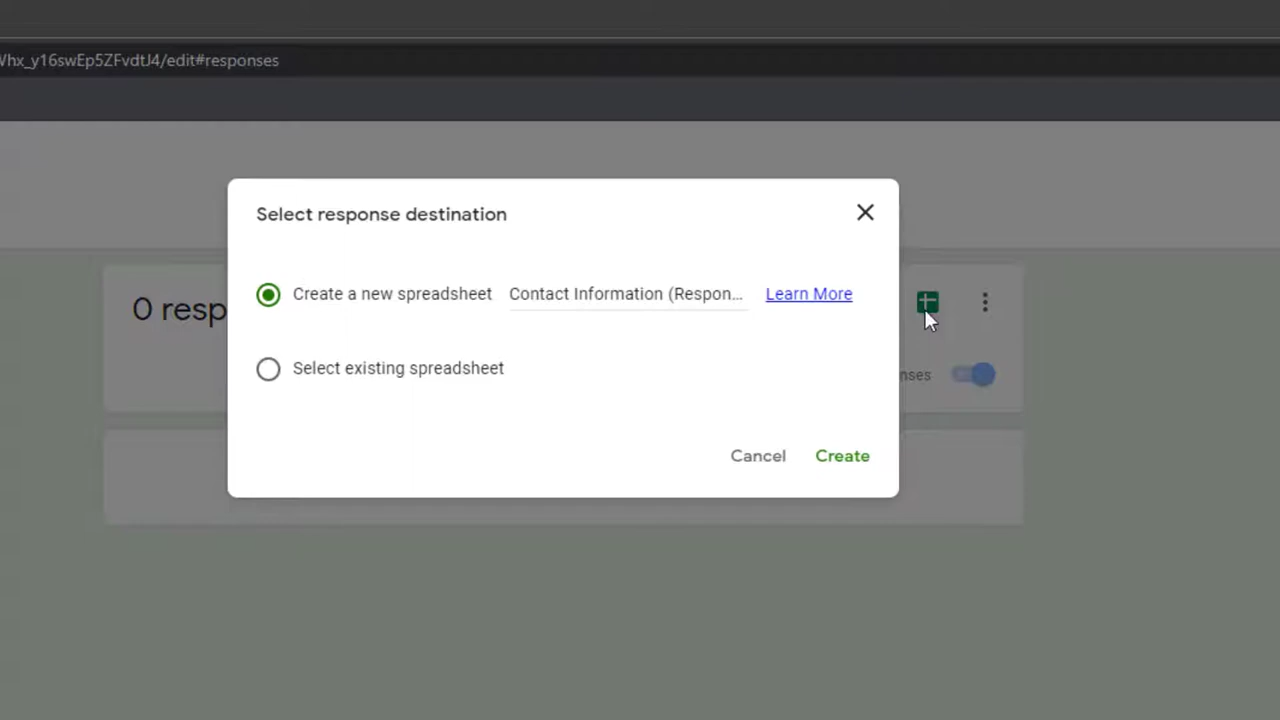 Whx_y16swEp5ZFvdtJ4/edit#responses
Select response destination
Create a new spreadsheet Contact Information (Respon... Learn More
0 resp
Select existing spreadsheet
nses
Cancel Create